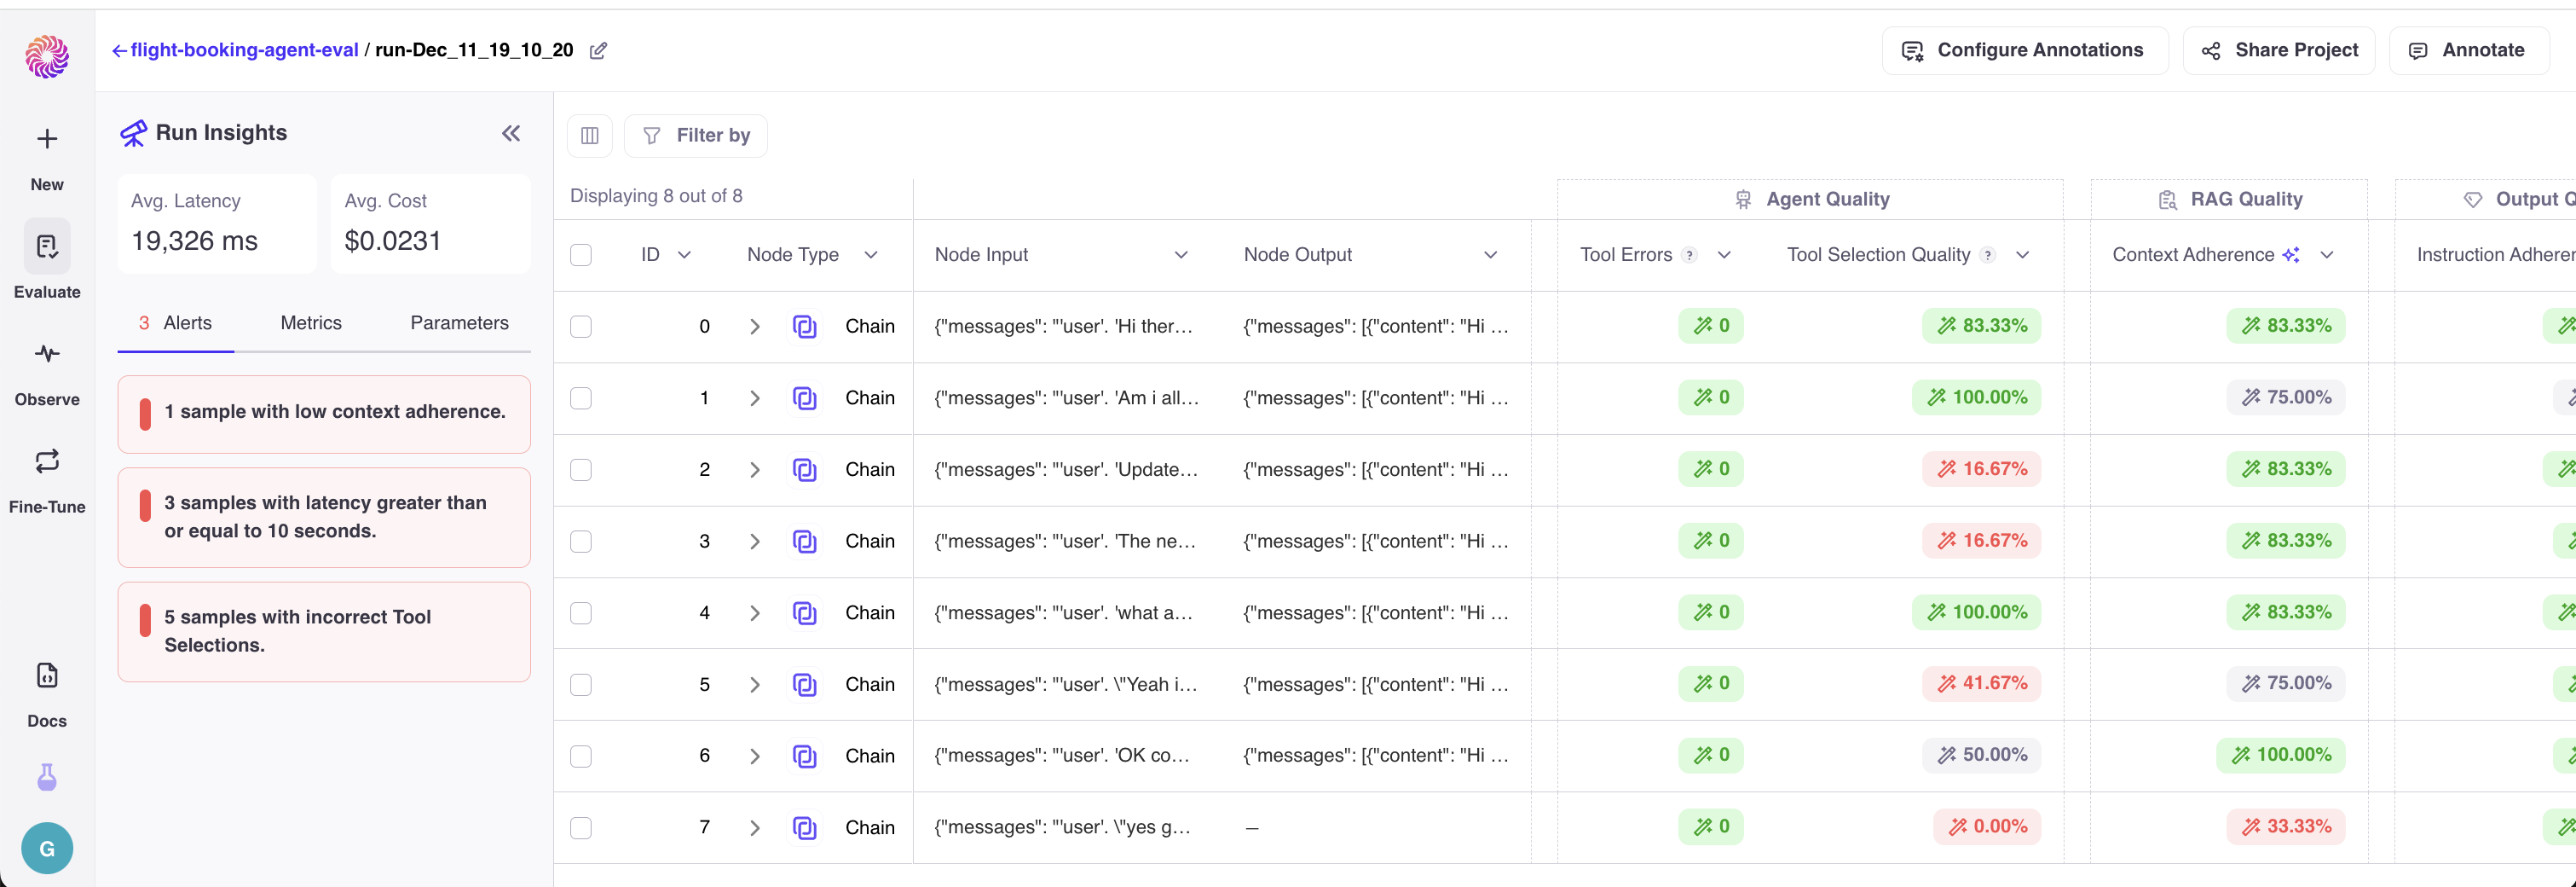 flight-booking-agent-eval / run-Dec_11_19_10_20
Configure Annotations
Share Project
Annotate
New
Evaluate
Observe
Fine-Tune
Docs
G
Run Insights
Avg. Latency
19,326 ms
Avg. Cost
$0.0231
3 Alerts
Metrics
Parameters
1 sample with low context adherence.
3 samples with latency greater than
or equal to 10 seconds.
5 samples with incorrect Tool
Selections.
Filter by
Displaying 8 out of 8
Agent Quality
RAG Quality
Output Q
ID Node Type Node Input Node Output Tool Errors ? Tool Selection Quality ? Context Adherence Instruction Adheren
0 Chain {"messages": "'user'. 'Hi ther... {"messages": [{"content": "Hi ... 0 83.33% 83.33%
1 Chain {"messages": "'user'. 'Am i all... {"messages": [{"content": "Hi ... 0 100.00% 75.00%
2 Chain {"messages": "'user'. 'Update... {"messages": [{"content": "Hi ... 0 16.67% 83.33%
3 Chain {"messages": "'user'. 'The ne... {"messages": [{"content": "Hi ... 0 16.67% 83.33%
4 Chain {"messages": "'user'. 'what a... {"messages": [{"content": "Hi ... 0 100.00% 83.33%
5 Chain {"messages": "'user'. \"Yeah i... {"messages": [{"content": "Hi ... 0 41.67% 75.00%
6 Chain {"messages": "'user'. 'OK co... {"messages": [{"content": "Hi ... 0 50.00% 100.00%
7 Chain {"messages": "'user'. \"yes g... – 0 0.00% 33.33%